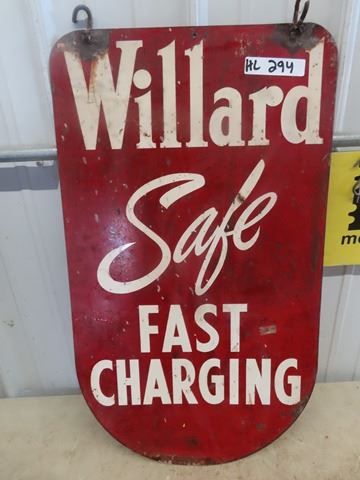 HL 294
Willard
Safe
FAST
CHARGING